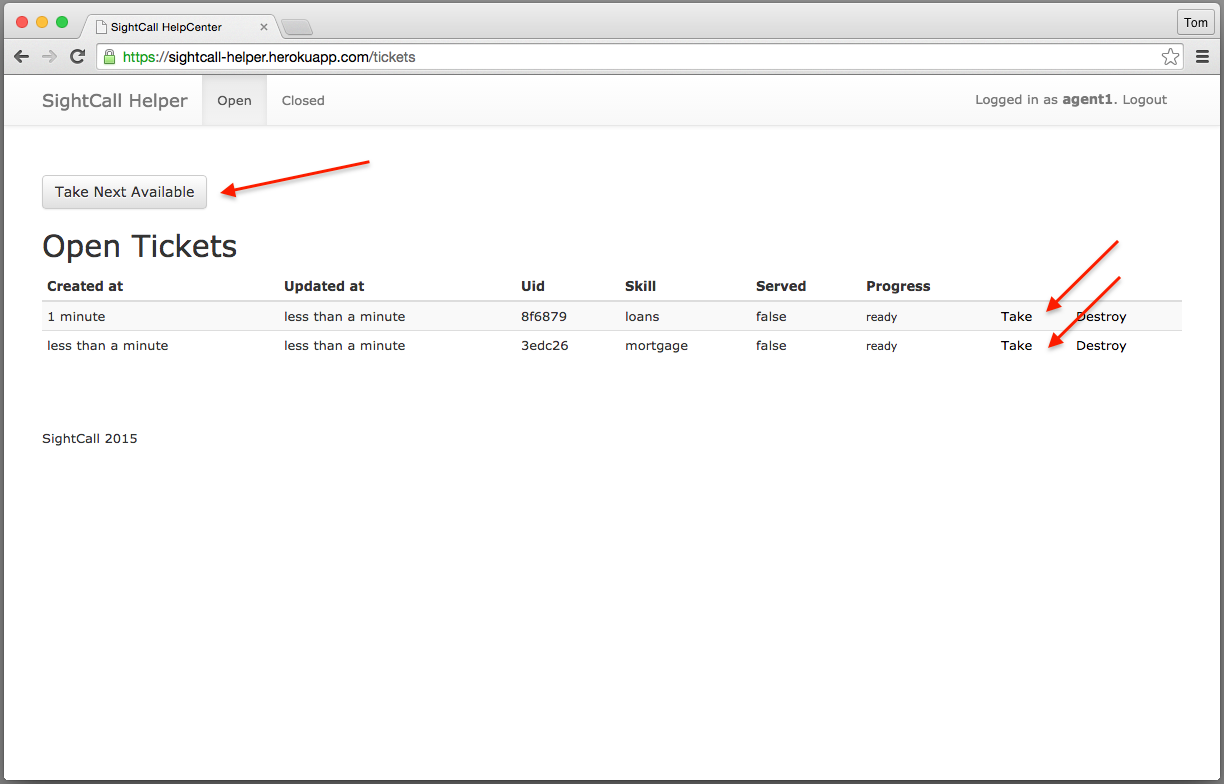 SightCall HelpCenter
Tom
https://sightcall-helper.herokuapp.com/tickets
SightCall Helper Open Closed Logged in as agent1. Logout
Take Next Available
Open Tickets
Created at Updated at Uid Skill Served Progress
1 minute less than a minute 8f6879 loans false ready Take Destroy
less than a minute less than a minute 3edc26 mortgage false ready Take Destroy
SightCall 2015